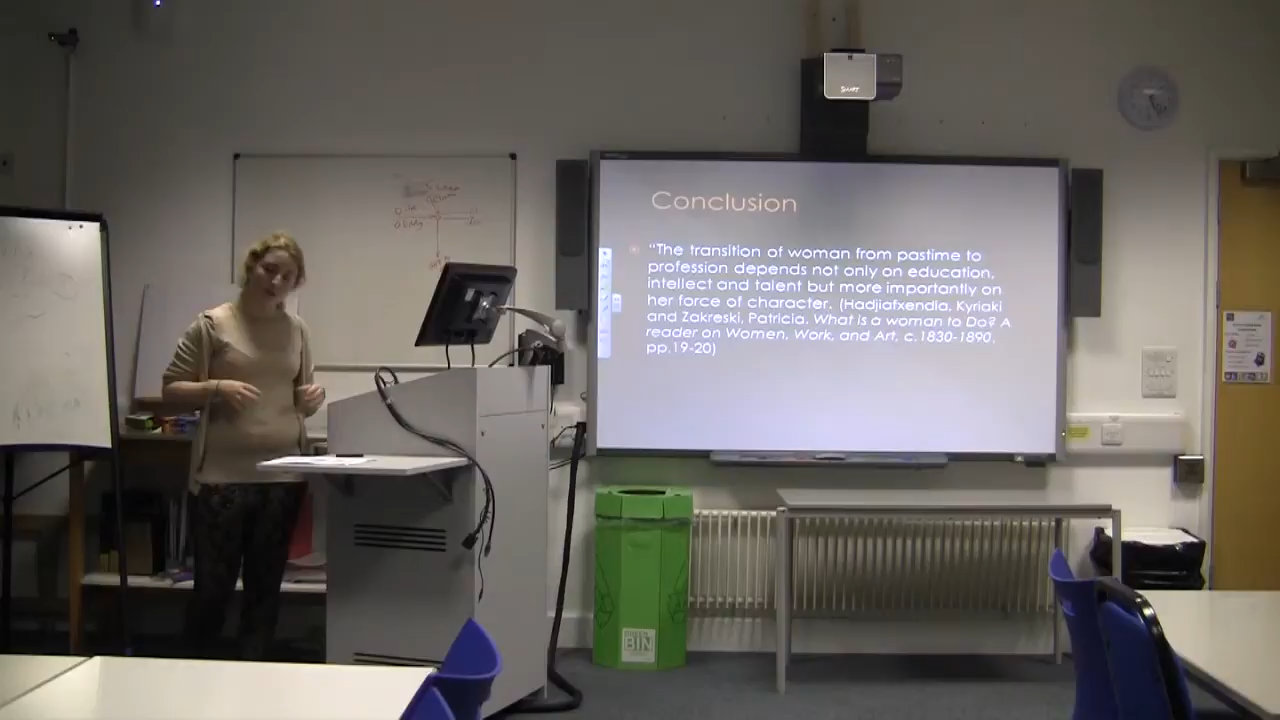 SMART
Conclusion
“The transition of woman from pastime to
profession depends not only on education,
intellect and talent but more importantly on
her force of character. (Hadjiafxendia, Kyriaki
and Zakreski, Patricia. What is a woman to Do? A
reader on Women, Work, and Art, c.1830-1890,
pp.19-20)
BIN